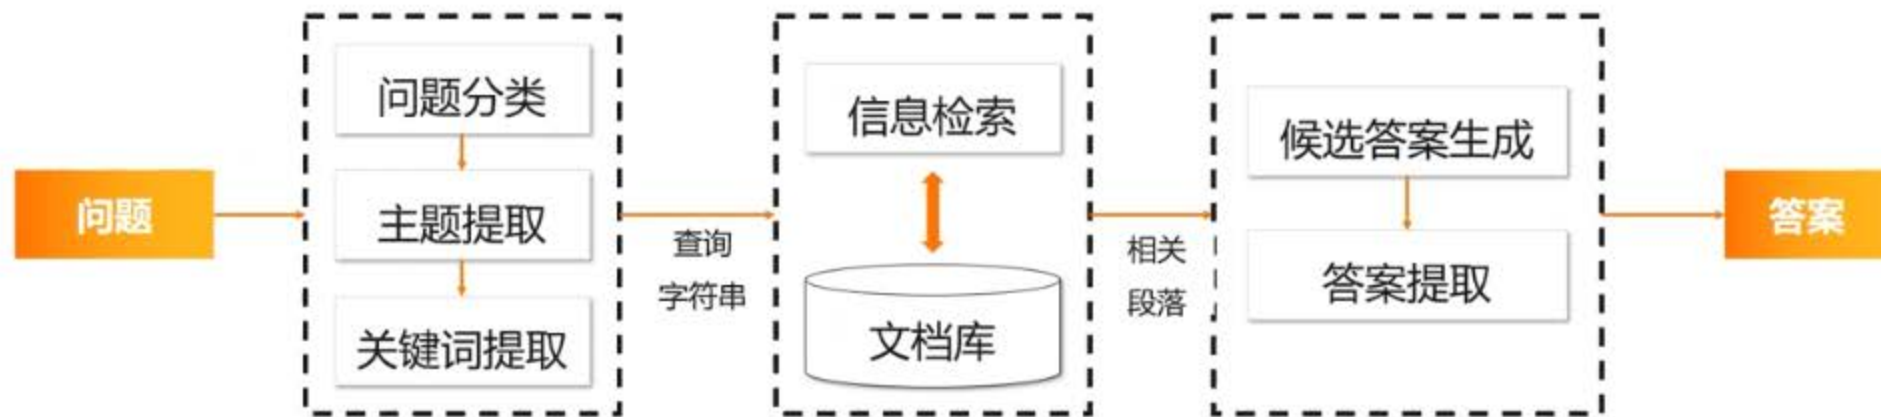 问题
问题分类
主题提取
关键词提取
查询
字符串
信息检索
文档库
相关
段落
候选答案生成
答案提取
答案